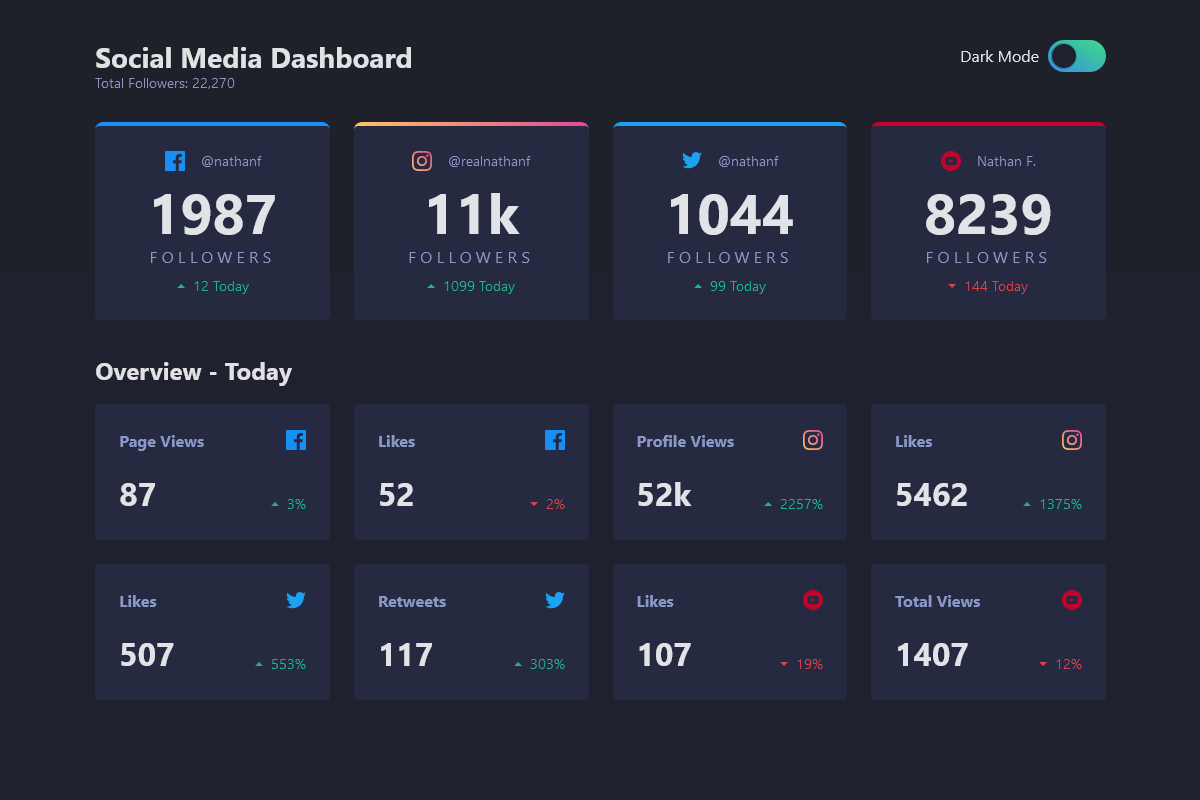 Social Media Dashboard
Total Followers: 22,270
Dark Mode
@nathanf
1987
FOLLOWERS
12 Today
@realnathanf
11k
FOLLOWERS
1099 Today
@nathanf
1044
FOLLOWERS
99 Today
Nathan F.
8239
FOLLOWERS
144 Today
Overview - Today
Page Views
87
3%
Likes
52
2%
Profile Views
52k
2257%
Likes
5462
1375%
Likes
507
553%
Retweets
117
303%
Likes
107
19%
Total Views
1407
12%